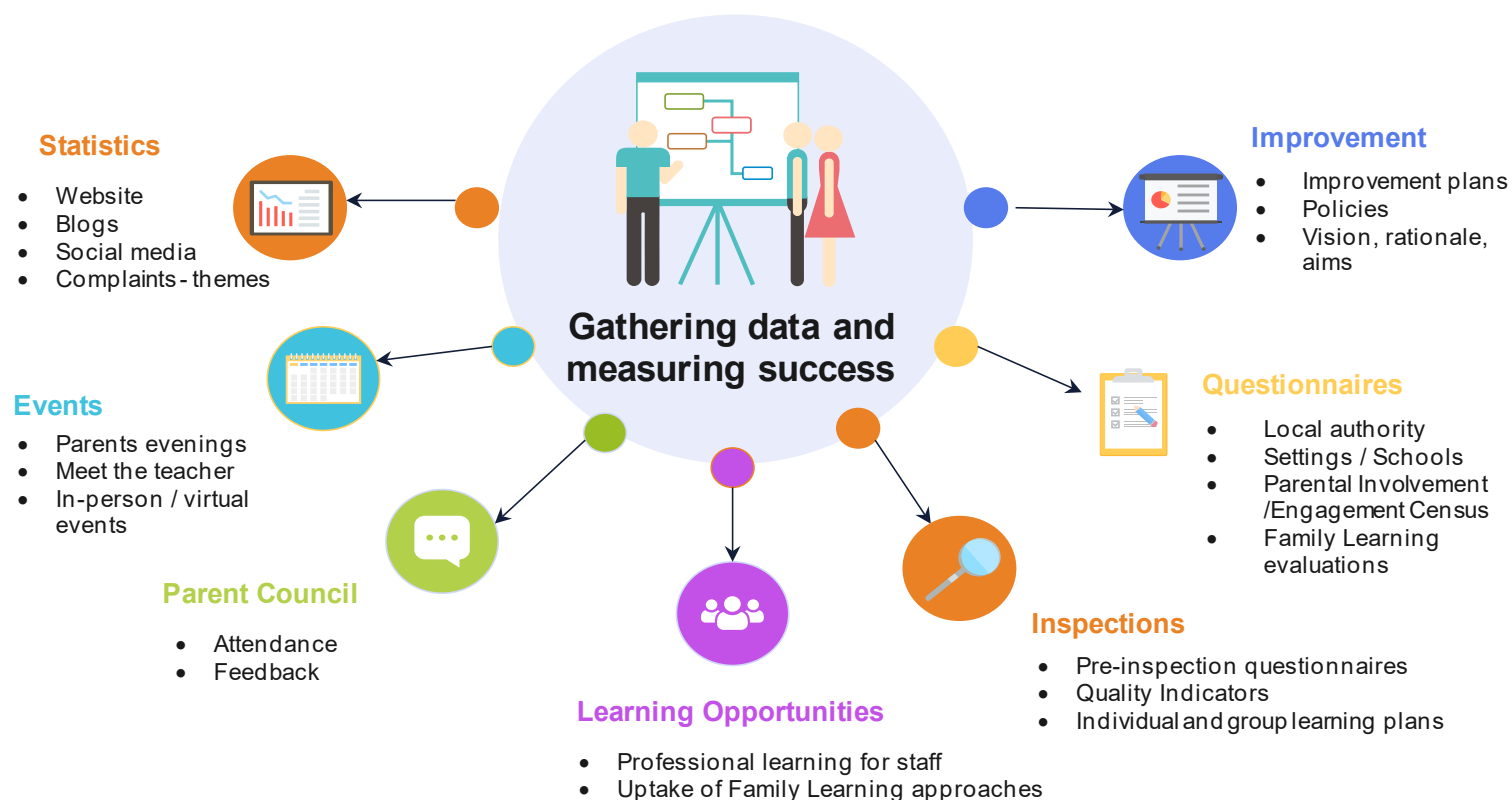 Gathering data and
measuring success
Statistics
• Website
• Blogs
• Social media
• Complaints - themes
Events
• Parents evenings
• Meet the teacher
• In-person / virtual
events
Parent Council
• Attendance
• Feedback
Learning Opportunities
• Professional learning for staff
• Uptake of Family Learning approaches
Inspections
• Pre-inspection questionnaires
• Quality Indicators
• Individual and group learning plans
Questionnaires
• Local authority
• Settings / Schools
• Parental Involvement
/Engagement Census
• Family Learning
evaluations
Improvement
• Improvement plans
• Policies
• Vision, rationale,
aims